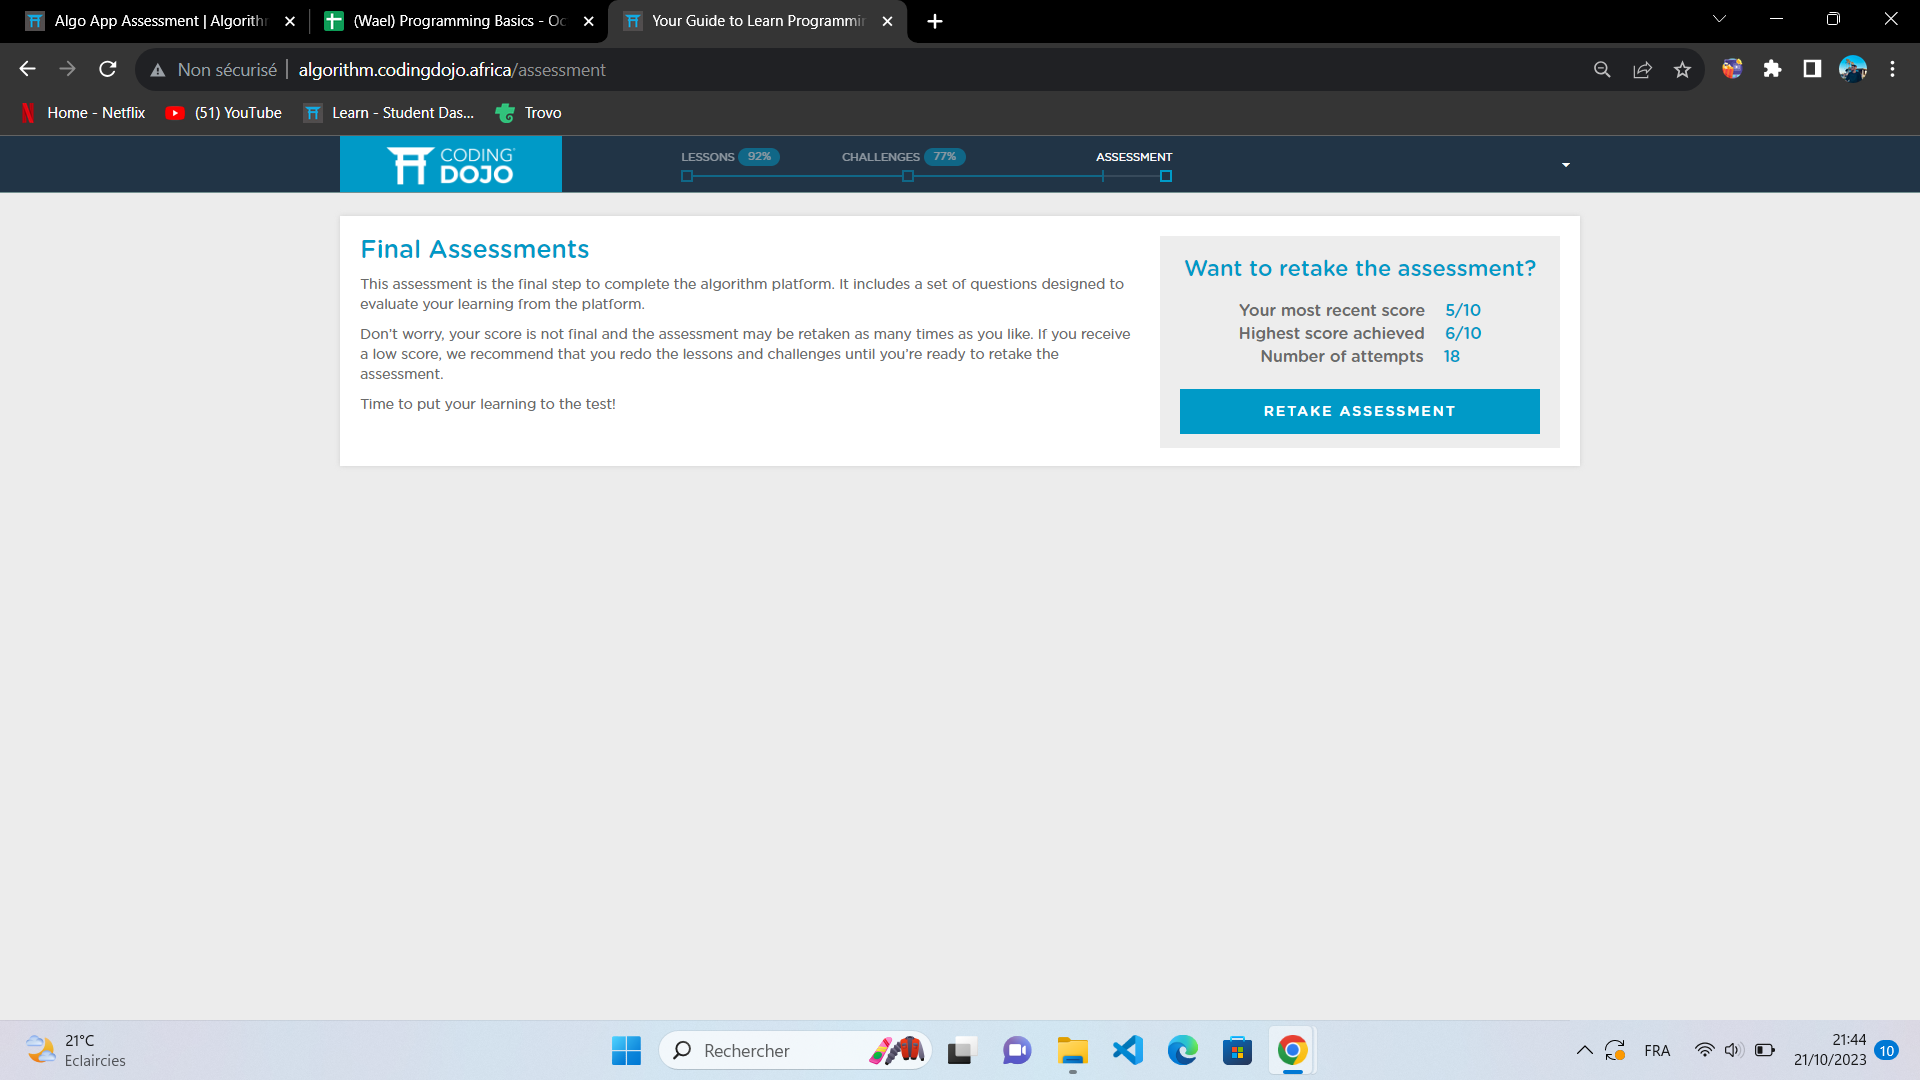 Algo App Assessment | Algorith
(Wael) Programming Basics - Oc
Your Guide to Learn Programmin
Non sécurisé
algorithm.codingdojo.africa/assessment
Home - Netflix
(51) YouTube
Learn - Student Das...
Trovo
CODING
DOJO
LESSONS 92%
CHALLENGES 77%
ASSESSMENT
Final Assessments
This assessment is the final step to complete the algorithm platform. It includes a set of questions designed to
evaluate your learning from the platform.
Don't worry, your score is not final and the assessment may be retaken as many times as you like. If you receive
a low score, we recommend that you redo the lessons and challenges until you're ready to retake the
assessment.
Time to put your learning to the test!
Want to retake the assessment?
Your most recent score 5/10
Highest score achieved 6/10
Number of attempts 18
RETAKE ASSESSMENT
21°C
Eclaircies
Rechercher
FRA
21:44
21/10/2023
10